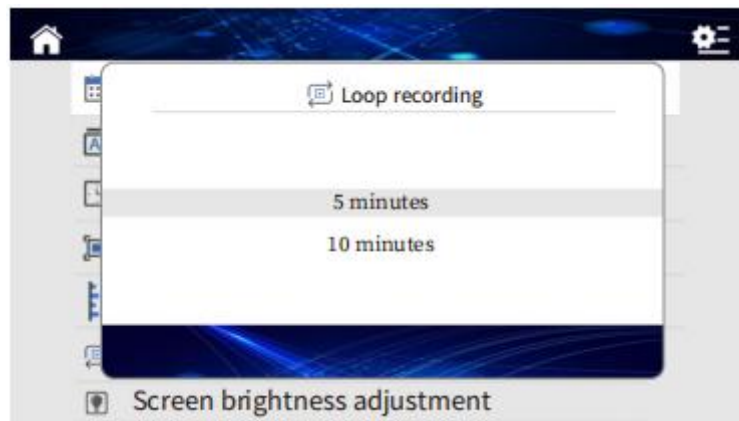 Loop recording
5 minutes
10 minutes
Screen brightness adjustment